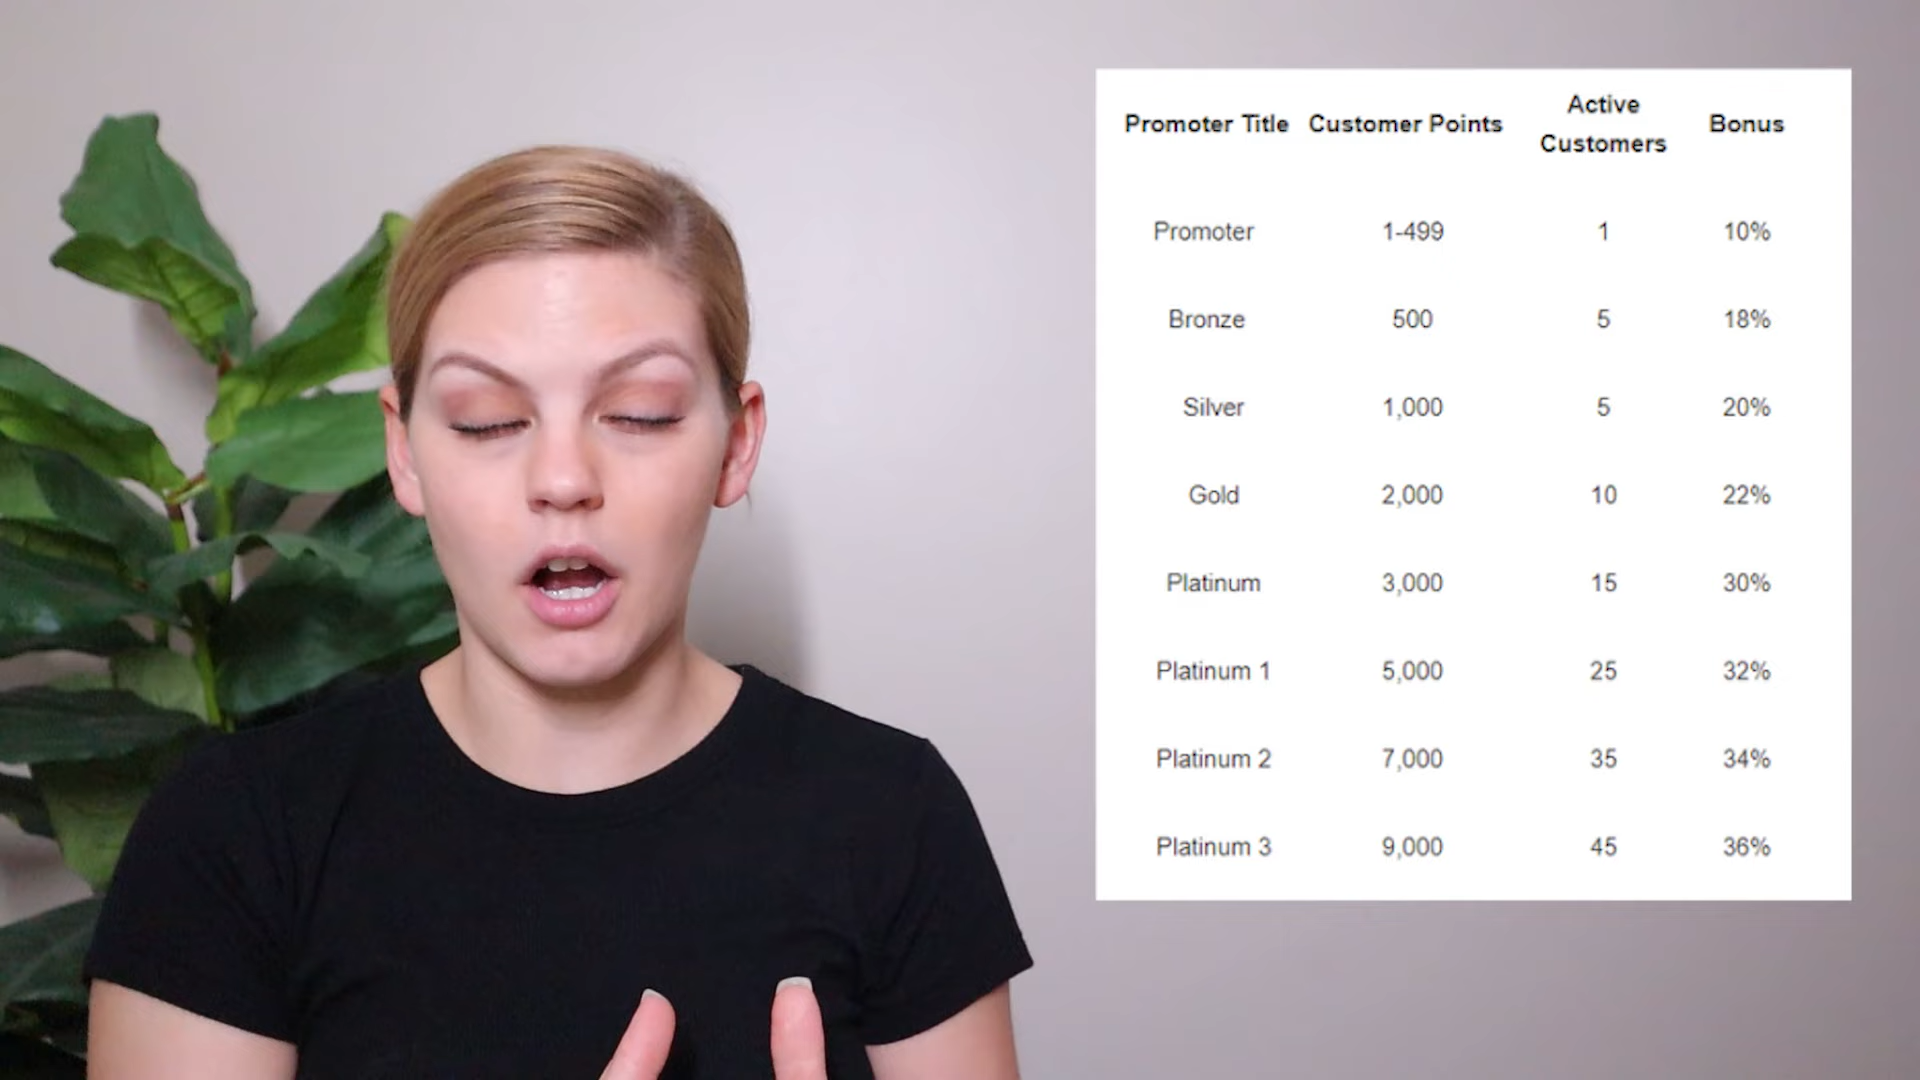 Promoter Title Customer Points Active Customers Bonus
Promoter 1-499 1 10%
Bronze 500 5 18%
Silver 1,000 5 20%
Gold 2,000 10 22%
Platinum 3,000 15 30%
Platinum 1 5,000 25 32%
Platinum 2 7,000 35 34%
Platinum 3 9,000 45 36%